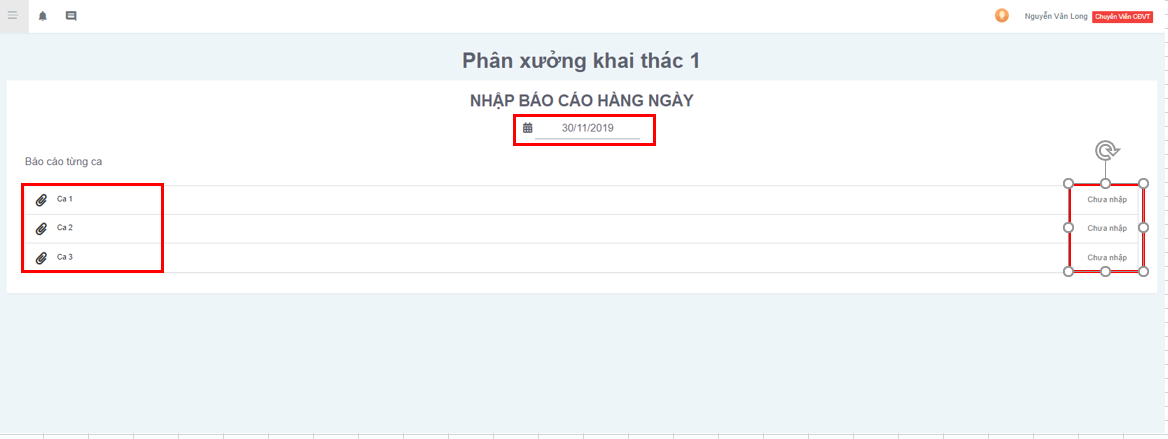 Nguyễn Văn Long Chuyên Viên CĐVT
Phân xưởng khai thác 1
NHẬP BÁO CÁO HÀNG NGÀY
30/11/2019
Báo cáo từng ca
Ca 1 Chưa nhập
Ca 2 Chưa nhập
Ca 3 Chưa nhập